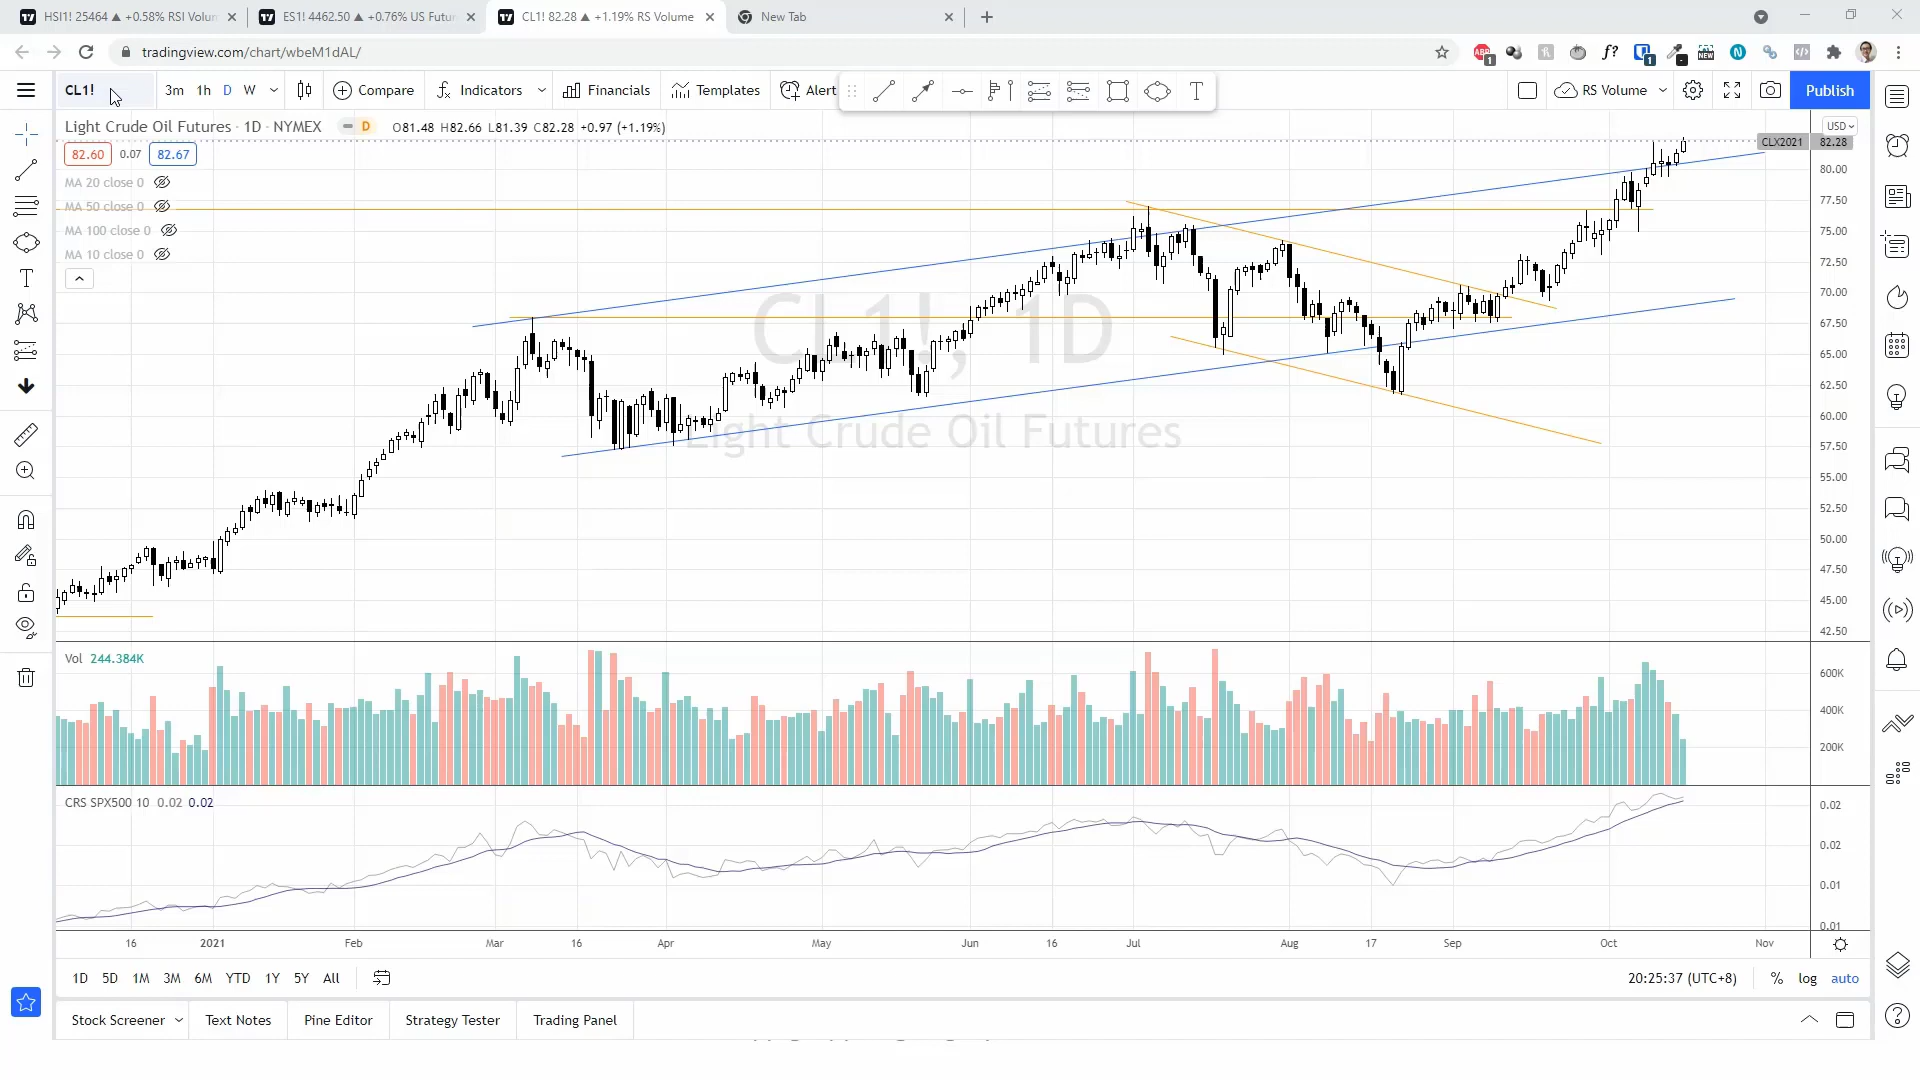 HSI1! 25464 ▲ +0.58% RSI Volun
ES1! 4462.50 ▲ +0.76% US Futur
CL1! 82.28 ▲ +1.19% RS Volume
New Tab
tradingview.com/chart/wbeM1dAL/
CL1! 3m 1h D W Compare Indicators Financials Templates Alert T RS Volume Publish
Light Crude Oil Futures · 1D · NYMEX D O81.48 H82.66 L81.39 C82.28 +0.97 (+1.19%)
USD
CLX2021 82.28
82.60 0.07 82.67
MA 20 close 0
MA 50 close 0
MA 100 close 0
MA 10 close 0
CL1!, 1D
Light Crude Oil Futures
80.00
77.50
75.00
72.50
70.00
67.50
65.00
62.50
60.00
57.50
55.00
52.50
50.00
47.50
45.00
42.50
Vol 244.384K
600K
400K
200K
CRS SPX500 10 0.02 0.02
0.02
0.02
0.01
0.01
16 2021 Feb Mar 16 Apr May Jun 16 Jul Aug 17 Sep Oct Nov
1D 5D 1M 3M 6M YTD 1Y 5Y All
20:25:37 (UTC+8) % log auto
Stock Screener Text Notes Pine Editor Strategy Tester Trading Panel